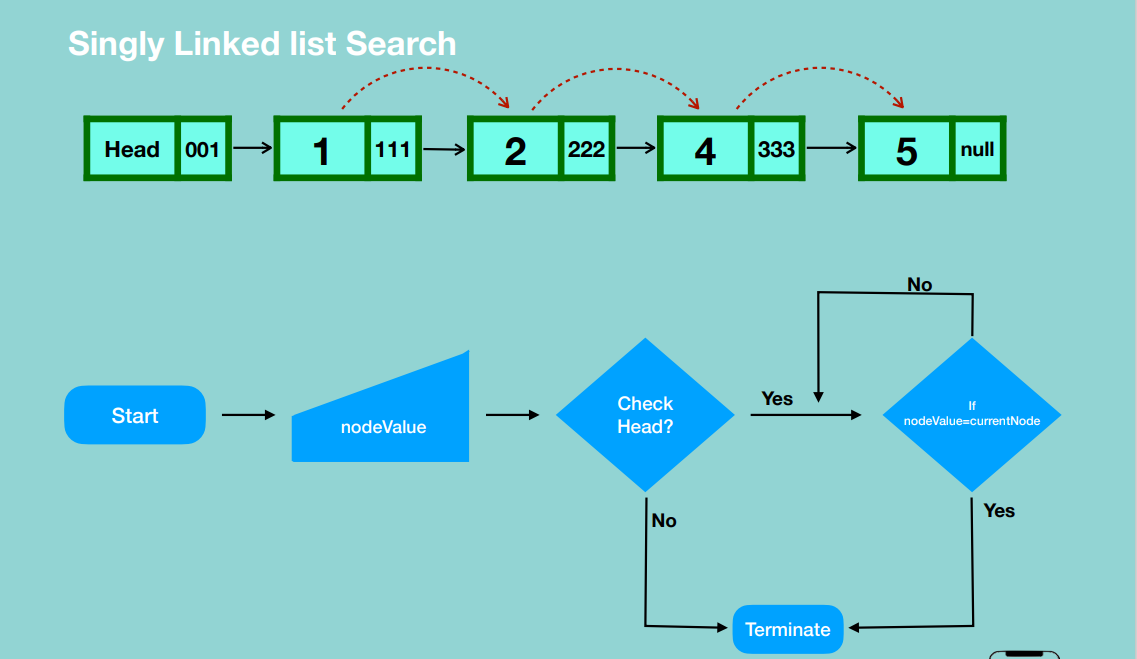 Singly Linked list Search
Head 001 1 111 2 222 4 333 5 null
No
Start
nodeValue
Check
Head?
Yes
If
nodeValue=currentNode
No
Yes
Terminate